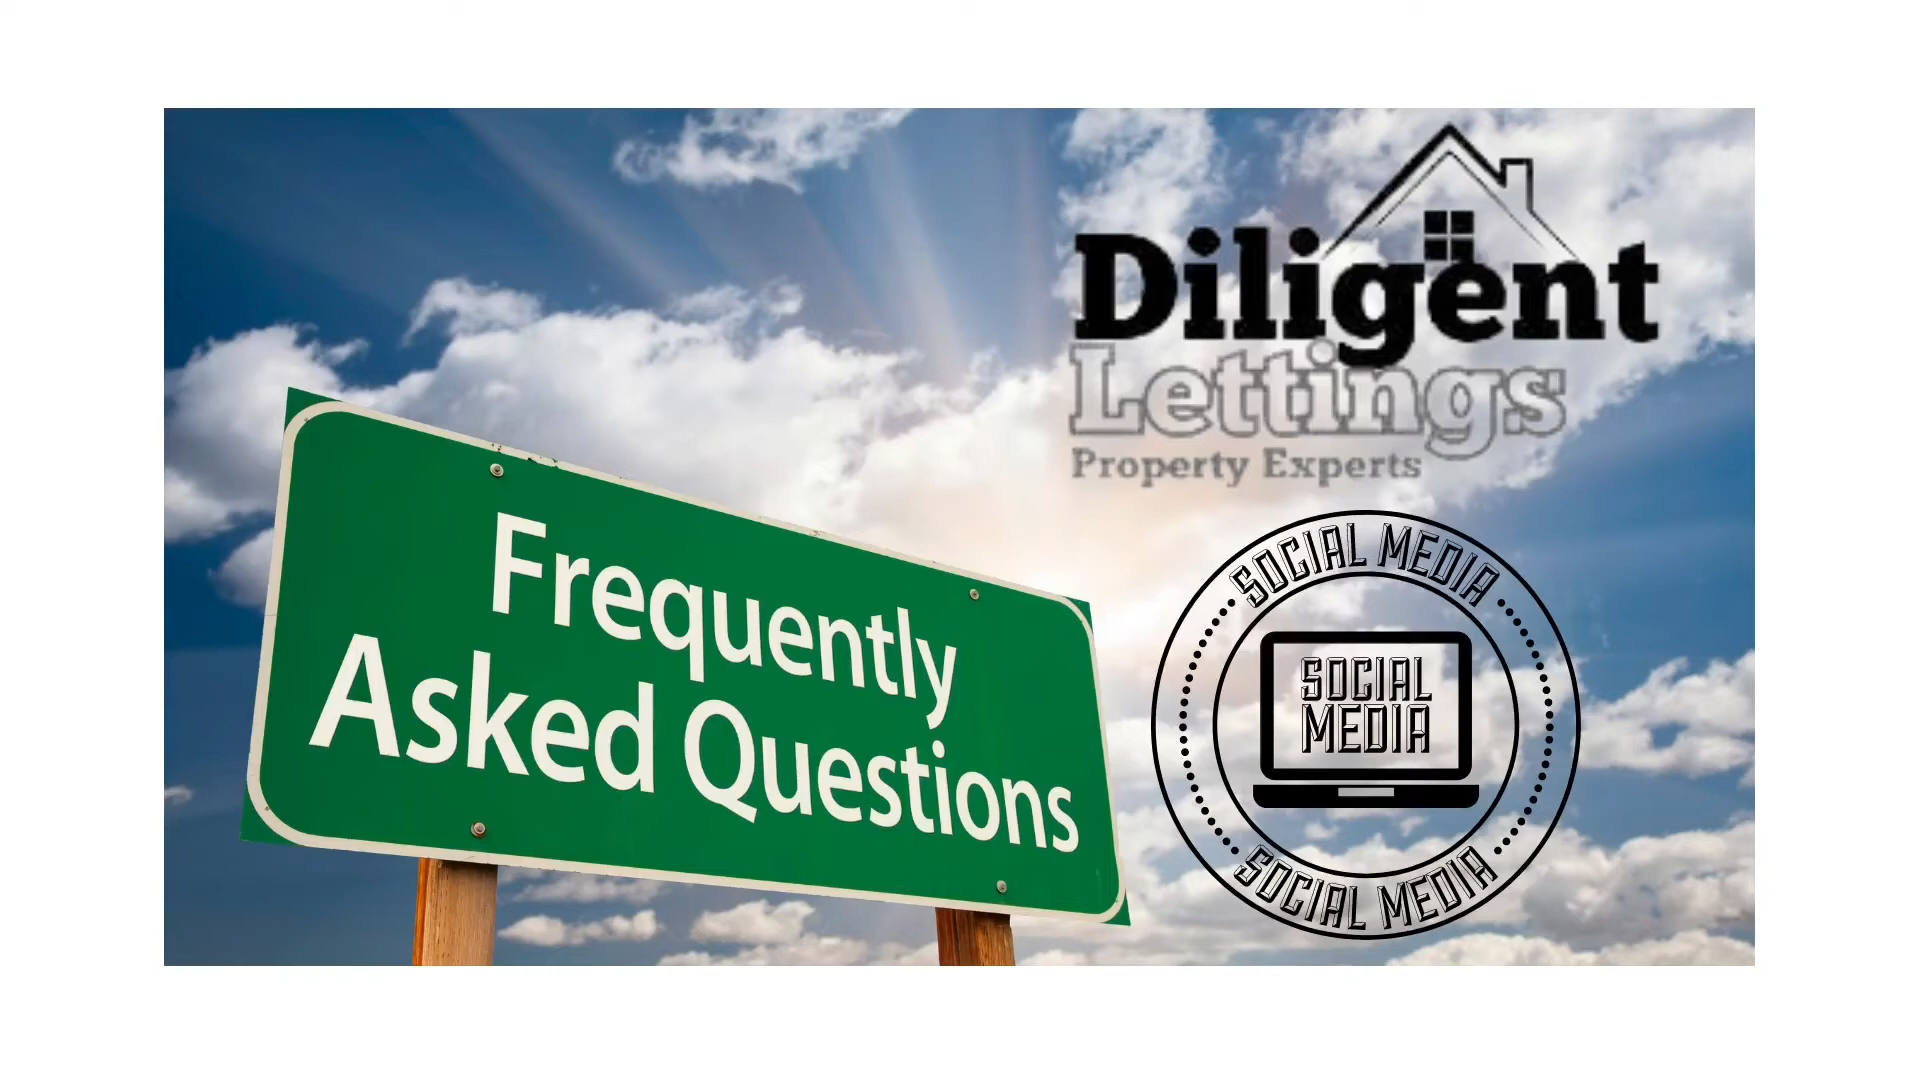 Diligent
Lettings
Property Experts
Frequently
Asked Questions
SOCIAL MEDIA
SOCIAL
MEDIA
SOCIAL MEDIA